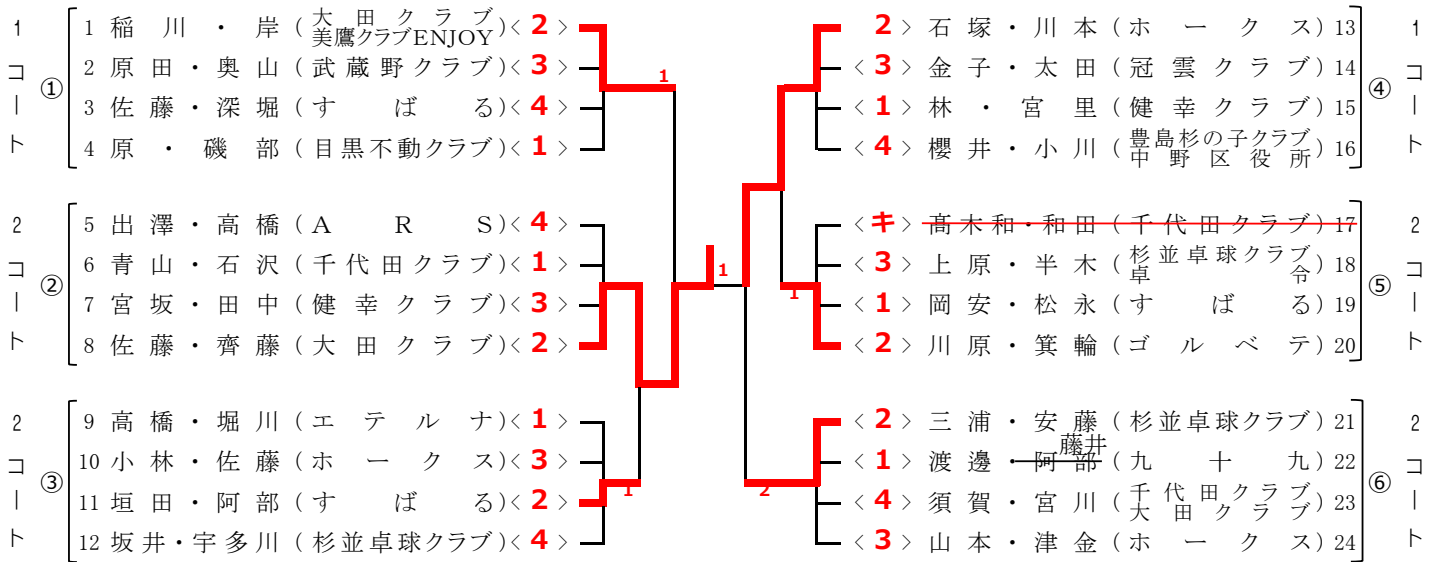 1コート
①
1 稲川・岸(大田クラブ 美鷹クラブENJOY)<2>
2 原田・奥山(武蔵野クラブ)<3>
3 佐藤・深堀(すばる)<4>
4 原・磯部(目黒不動クラブ)<1>
2コート
②
5 出澤・高橋(ARS)<4>
6 青山・石沢(千代田クラブ)<1>
7 宮坂・田中(健幸クラブ)<3>
8 佐藤・齊藤(大田クラブ)<2>
2コート
③
9 高橋・堀川(エテルナ)<1>
10 小林・佐藤(ホークス)<3>
11 垣田・阿部(すばる)<2>
12 坂井・宇多川(杉並卓球クラブ)<4>
1
1
1
1
1
2
<2>石塚・川本(ホークス)13
<3>金子・太田(冠雲クラブ)14
<1>林・宮里(健幸クラブ)15
<4>櫻井・小川(豊島杉の子クラブ 中野区役所)16
④
1コート
<キ>髙木和・和田(千代田クラブ)17
<3>上原・半木(杉並卓球クラブ 卓令)18
<1>岡安・松永(すばる)19
<2>川原・箕輪(ゴルベテ)20
⑤
2コート
<2>三浦・安藤(杉並卓球クラブ)21
藤井
<1>渡邊・阿部(九十九)22
<4>須賀・宮川(千代田クラブ 大田クラブ)23
<3>山本・津金(ホークス)24
⑥
2コート